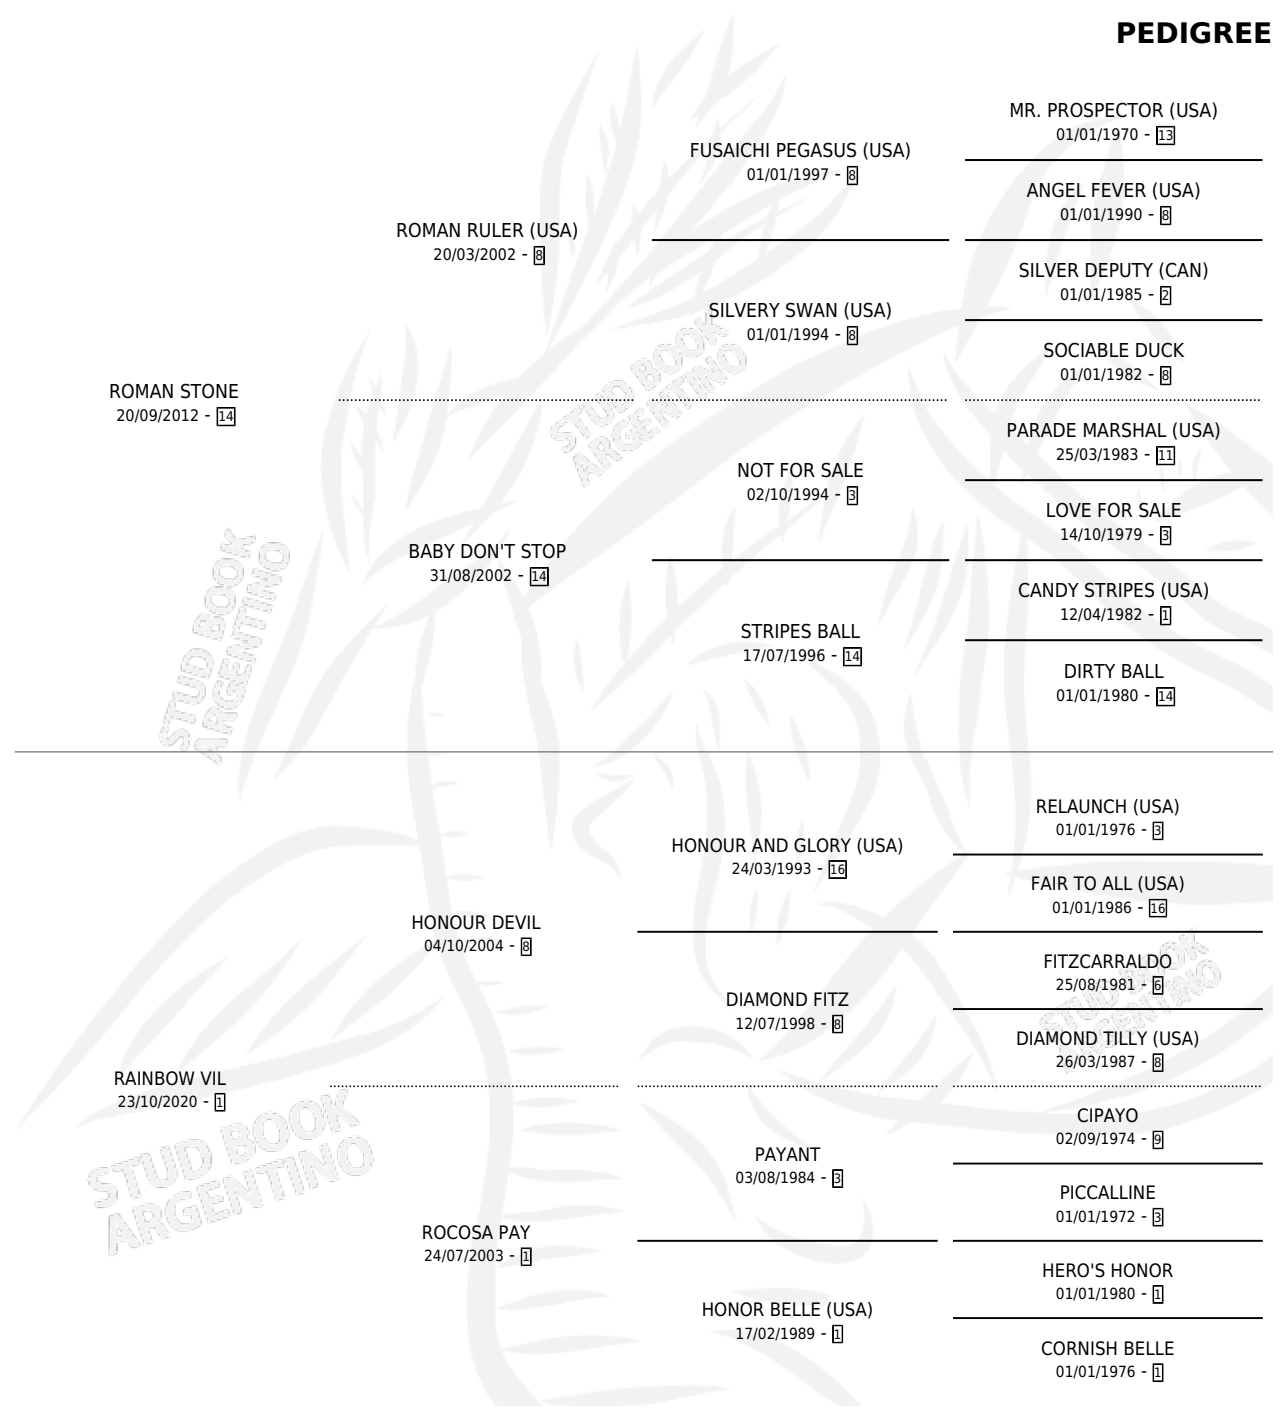 PEDIGREE
MR. PROSPECTOR (USA)
01/01/1970 - 13
FUSAICHI PEGASUS (USA)
01/01/1997 - 8
ANGEL FEVER (USA)
01/01/1990 - 8
ROMAN RULER (USA)
20/03/2002 - 8
SILVER DEPUTY (CAN)
01/01/1985 - 2
SILVERY SWAN (USA)
01/01/1994 - 8
SOCIABLE DUCK
01/01/1982 - 8
ROMAN STONE
20/09/2012 - 14
STUD BOOK
ARGENTINO
PARADE MARSHAL (USA)
25/03/1983 - 11
NOT FOR SALE
02/10/1994 - 3
LOVE FOR SALE
14/10/1979 - 3
BABY DON'T STOP
31/08/2002 - 14
CANDY STRIPES (USA)
12/04/1982 - 1
STRIPES BALL
17/07/1996 - 14
DIRTY BALL
01/01/1980 - 14
STUD BOOK
ARGENTINO
RELAUNCH (USA)
01/01/1976 - 3
HONOUR AND GLORY (USA)
24/03/1993 - 16
FAIR TO ALL (USA)
01/01/1986 - 16
HONOUR DEVIL
04/10/2004 - 8
FITZCARRALDO
25/08/1981 - 6
DIAMOND FITZ
12/07/1998 - 8
DIAMOND TILLY (USA)
26/03/1987 - 8
STUD BOOK
ARGENTINO
RAINBOW VIL
23/10/2020 - 1
CIPAYO
02/09/1974 - 9
PAYANT
03/08/1984 - 3
PICCALLINE
01/01/1972 - 3
STUD BOOK
ARGENTINO
ROCOSA PAY
24/07/2003 - 1
HERO'S HONOR
01/01/1980 - 1
HONOR BELLE (USA)
17/02/1989 - 1
CORNISH BELLE
01/01/1976 - 1